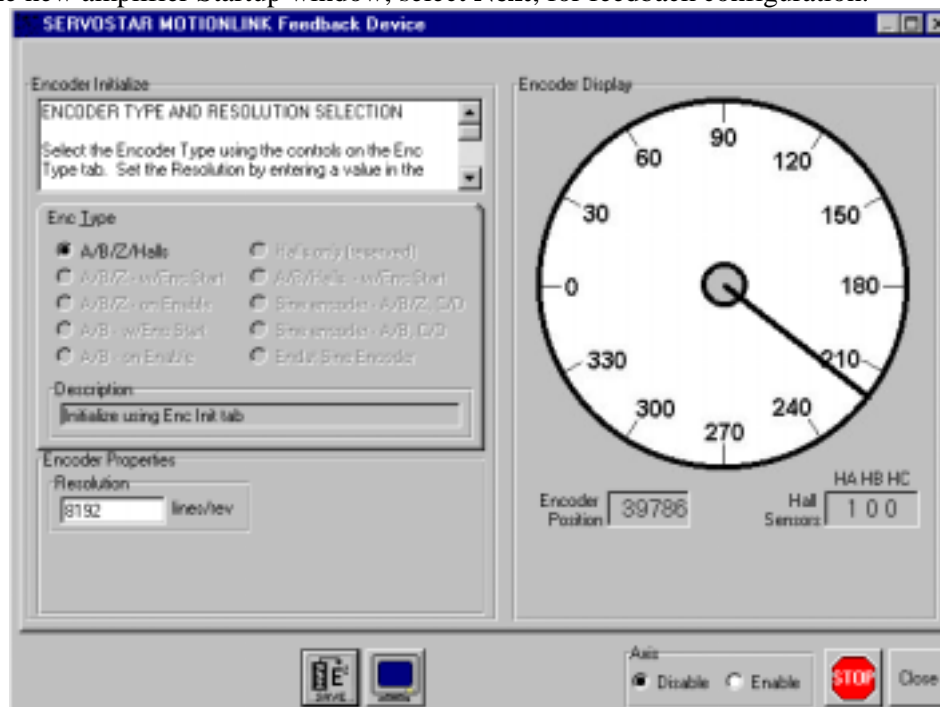 the new amplifier Startup window, select Next, for feedback configuration.
SERVOSTAR MOTIONLINK Feedback Device
Encoder Initialize
ENCODER TYPE AND RESOLUTION SELECTION
Select the Encoder Type using the controls on the Enc
Type tab. Set the Resolution by entering a value in the
Enc Type
A/B/Z/Halls
Halls only (reserved)
A/B/Z - w/Enc Start
A/B/Halls - w/Enc Start
A/B/Z - on Enable
Sine encoder - A/B/Z, C/D
A/B - w/Enc Start
Sine encoder - A/B, C/D
A/B - on Enable
Endat Sine Encoder
Description
Initialize using Enc Init tab
Encoder Properties
Resolution
8192 lines/rev
Encoder Display
90
60 120
30 150
0 180
330 210
300 240
270
HA HB HC
Encoder Position 39786
Hall Sensors 1 0 0
SAVE
Axis
Disable Enable
STOP
Close